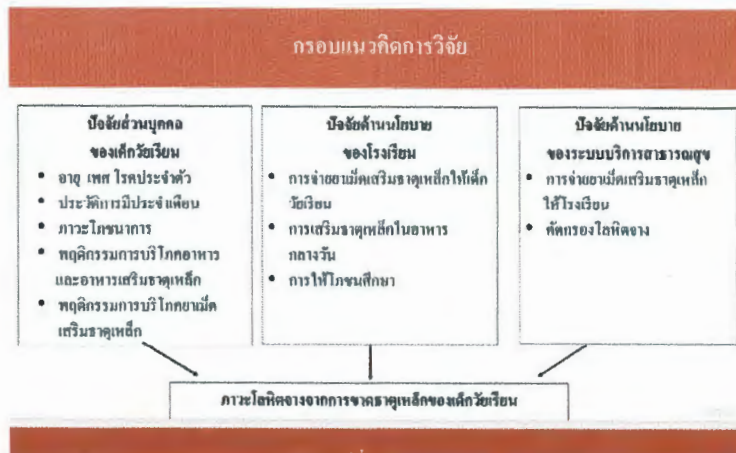 กรอบแนวคิดการวิจัย
ปัจจัยส่วนบุคคล
ของเด็กวัยเรียน
• อายุ เพศ โรคประจำตัว
• ประวัติการมีประจำเดือน
• ภาวะโภชนาการ
• พฤติกรรมการบริโภคอาหาร
และอาหารเสริมธาตุเหล็ก
• พฤติกรรมการบริโภคยาเม็ด
เสริมธาตุเหล็ก
ปัจจัยด้านนโยบาย
ของโรงเรียน
• การจ่ายยาเม็ดเสริมธาตุเหล็กให้เด็ก
วัยเรียน
• การเสริมธาตุเหล็กในอาหาร
กลางวัน
• การให้โภชนศึกษา
ปัจจัยด้านนโยบาย
ของระบบบริการสาธารณสุข
• การจ่ายยาเม็ดเสริมธาตุเหล็ก
ให้โรงเรียน
• คัดกรองโลหิตจาง
ภาวะโลหิตจางจากการขาดธาตุเหล็กของเด็กวัยเรียน